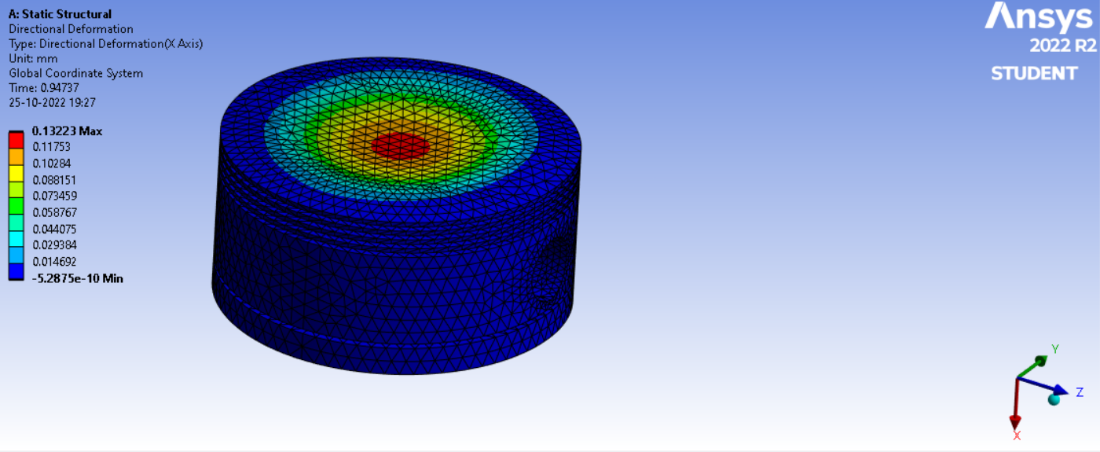 A: Static Structural
Directional Deformation
Type: Directional Deformation(X Axis)
Unit: mm
Global Coordinate System
Time: 0.94737
25-10-2022 19:27
0.13223 Max
0.11753
0.10284
0.088151
0.073459
0.058767
0.044075
0.029384
0.014692
-5.2875e-10 Min
Ansys
2022 R2
STUDENT
Y
Z
X